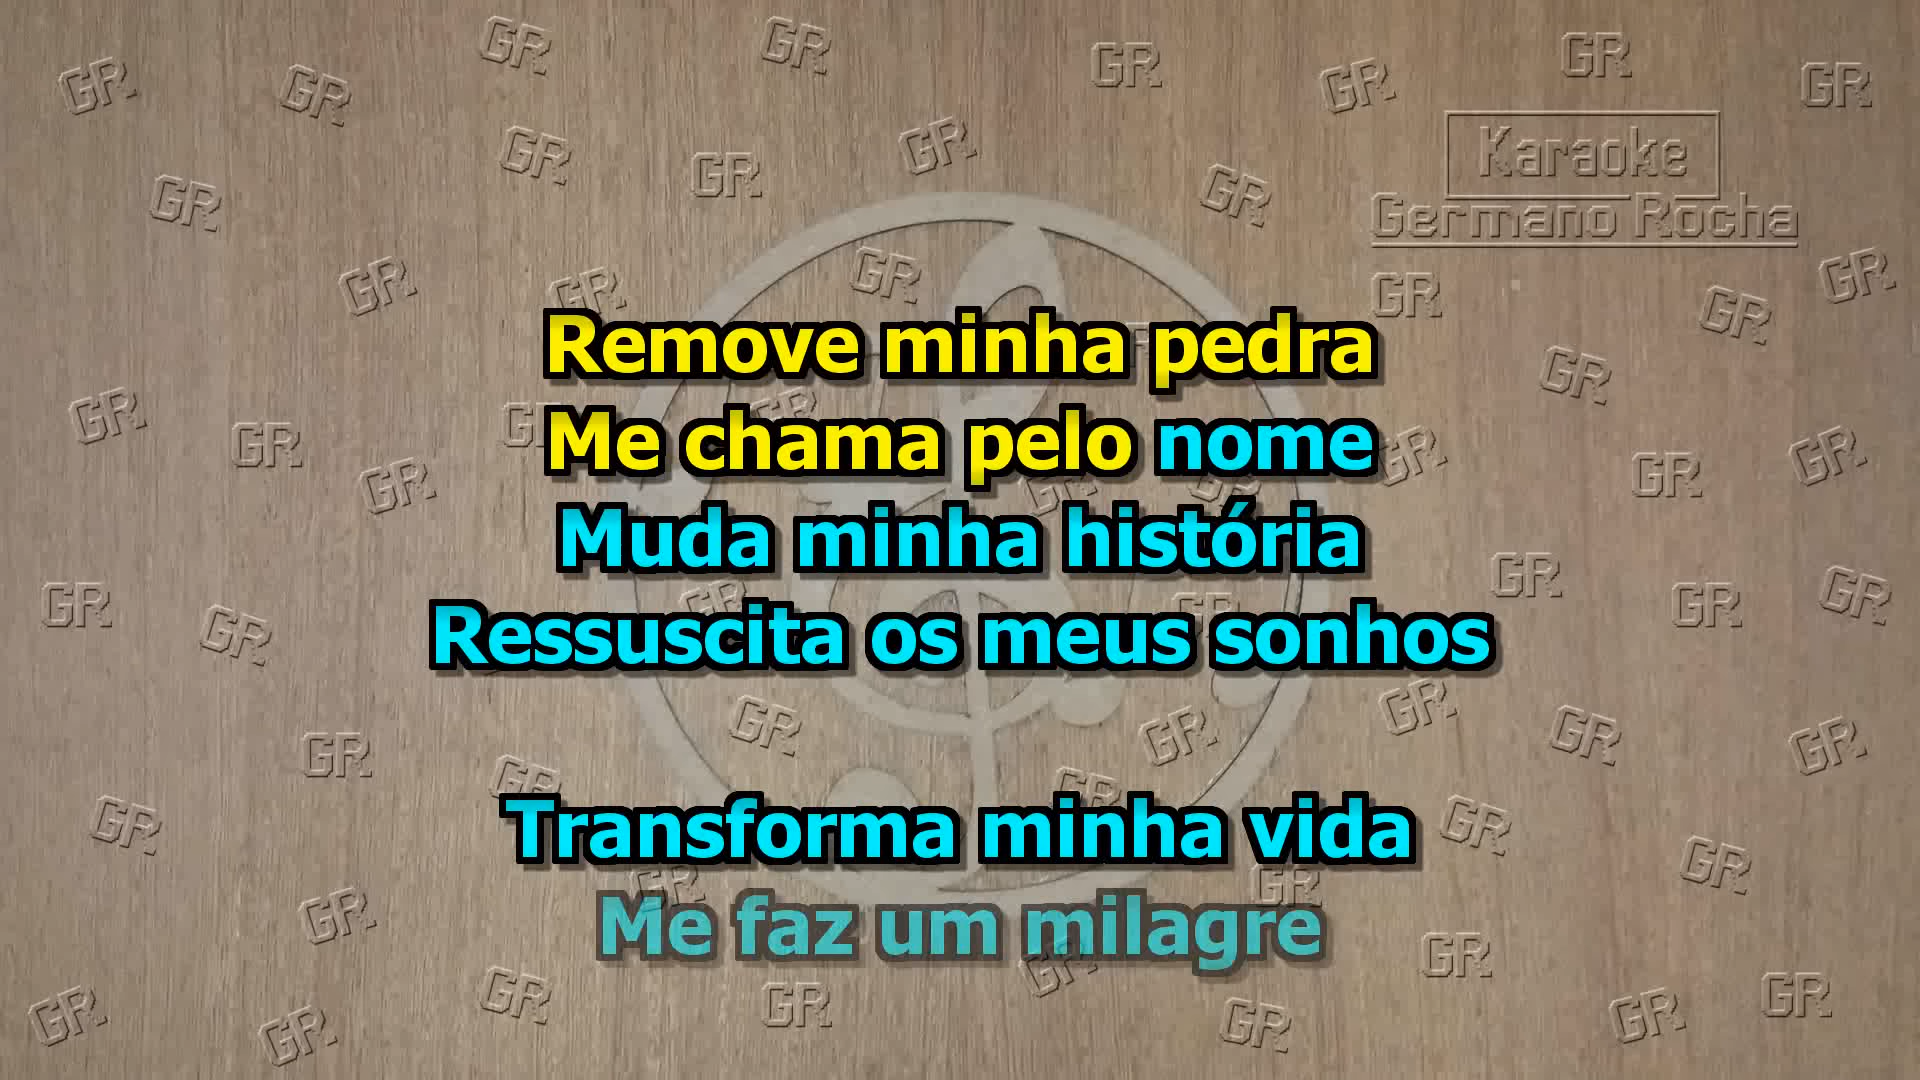 Karaoke
Germano Rocha
Remove minha pedra
Me chama pelo nome
Muda minha história
Ressuscita os meus sonhos
Transforma minha vida
Me faz um milagre
GR